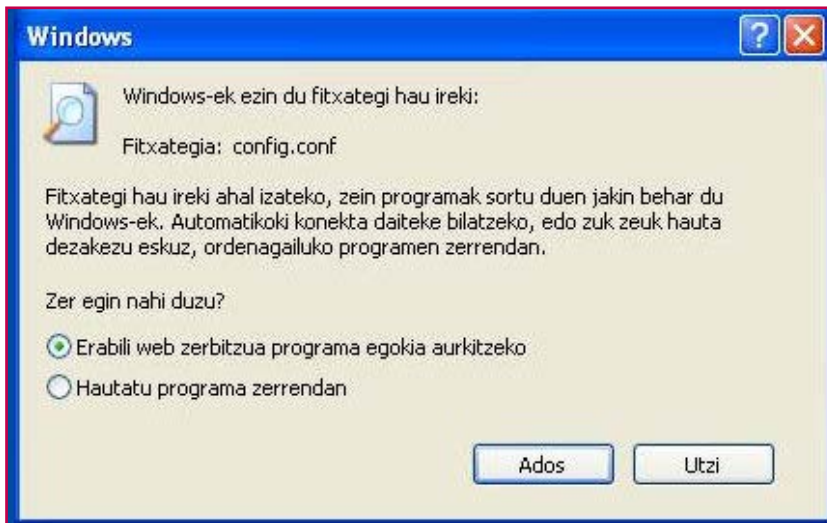 Windows
Windows-ek ezin du fitxategi hau ireki:
Fitxategia: config.conf
Fitxategi hau ireki ahal izateko, zein programak sortu duen jakin behar du
Windows-ek. Automatikoki konekta daiteke bilatzeko, edo zuk zeuk hauta
dezakezu eskuz, ordenagailuko programen zerrendan.
Zer egin nahi duzu?
Erabili web zerbitzua programa egokia aurkitzeko
Hautatu programa zerrendan
Ados Utzi